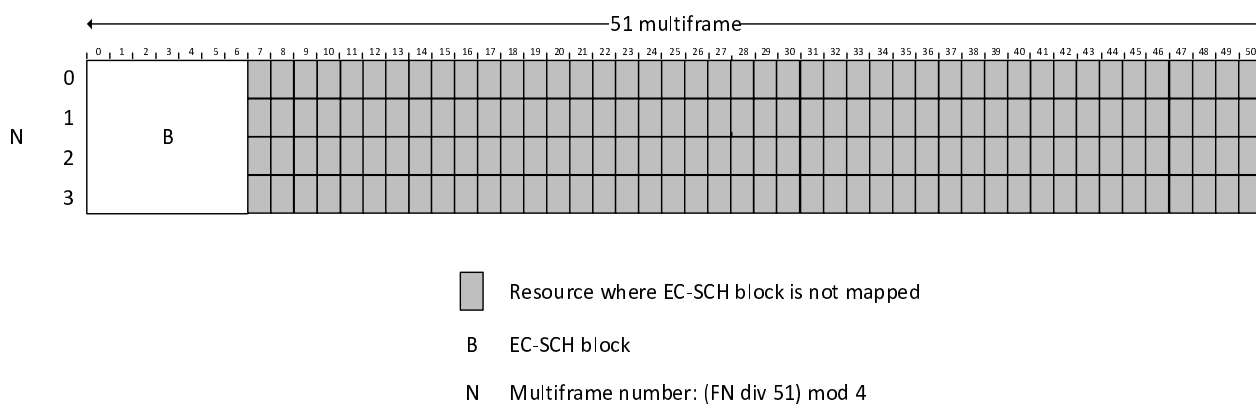 51 multiframe
0 1 2 3 4 5 6 7 8 9 10 11 12 13 14 15 16 17 18 19 20 21 22 23 24 25 26 27 28 29 30 31 32 33 34 35 36 37 38 39 40 41 42 43 44 45 46 47 48 49 50
0
1
N B
2
3
Resource where EC-SCH block is not mapped
B EC-SCH block
N Multiframe number: (FN div 51) mod 4